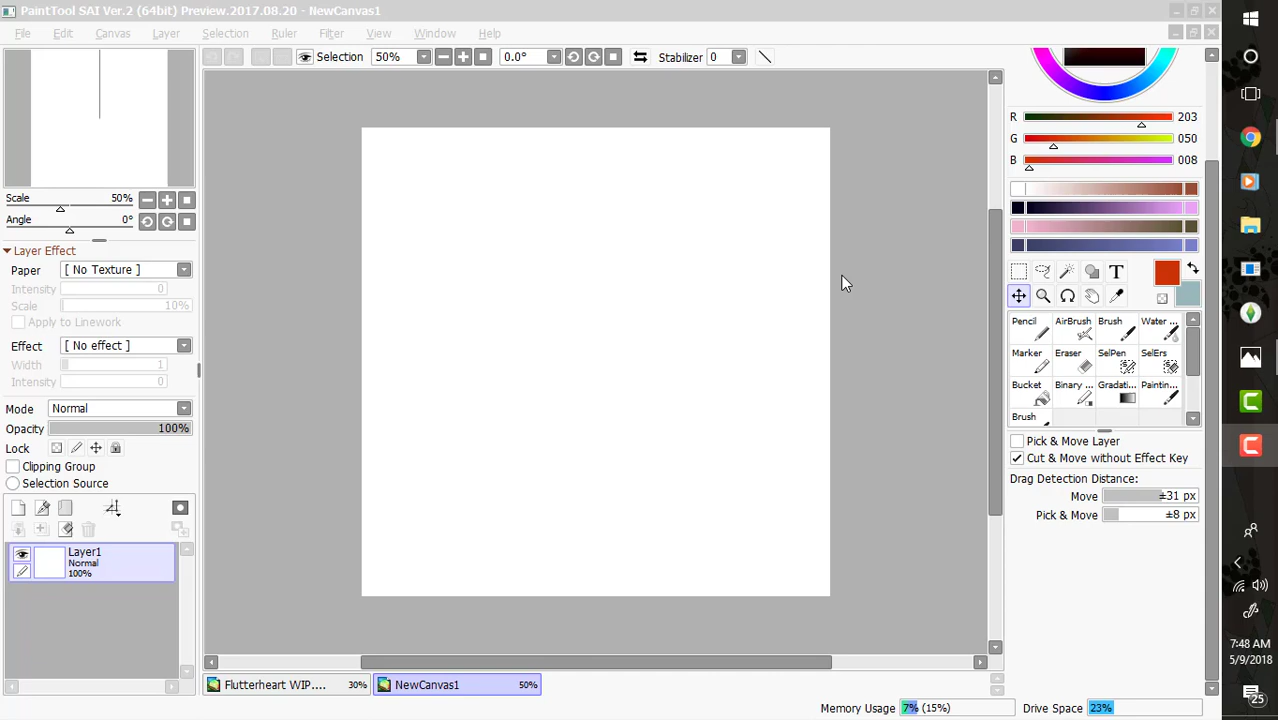 PaintTool SAI Ver.2 (64bit) Preview.2017.08.20 - NewCanvas1
File Edit Canvas Layer Selection Ruler Filter View Window Help
Selection 50% 0.0° Stabilizer 0
Scale 50%
Angle 0°
Layer Effect
Paper [ No Texture ]
Intensity 0
Scale 10%
Apply to Linework
Effect [ No effect ]
Width 1
Intensity 0
Mode Normal
Opacity 100%
Lock
Clipping Group
Selection Source
Layer1
Normal
100%
Flutterheart WIP.... 30% NewCanvas1 50%
Memory Usage 7% (15%) Drive Space 23%
R 203
G 050
B 008
T
Pencil AirBrush Brush Water ...
Marker Eraser SelPen SelErs
Bucket Binary ... Gradati... Paintin...
Brush
Pick & Move Layer
Cut & Move without Effect Key
Drag Detection Distance:
Move ±31 px
Pick & Move ±8 px
7:48 AM
5/9/2018
25